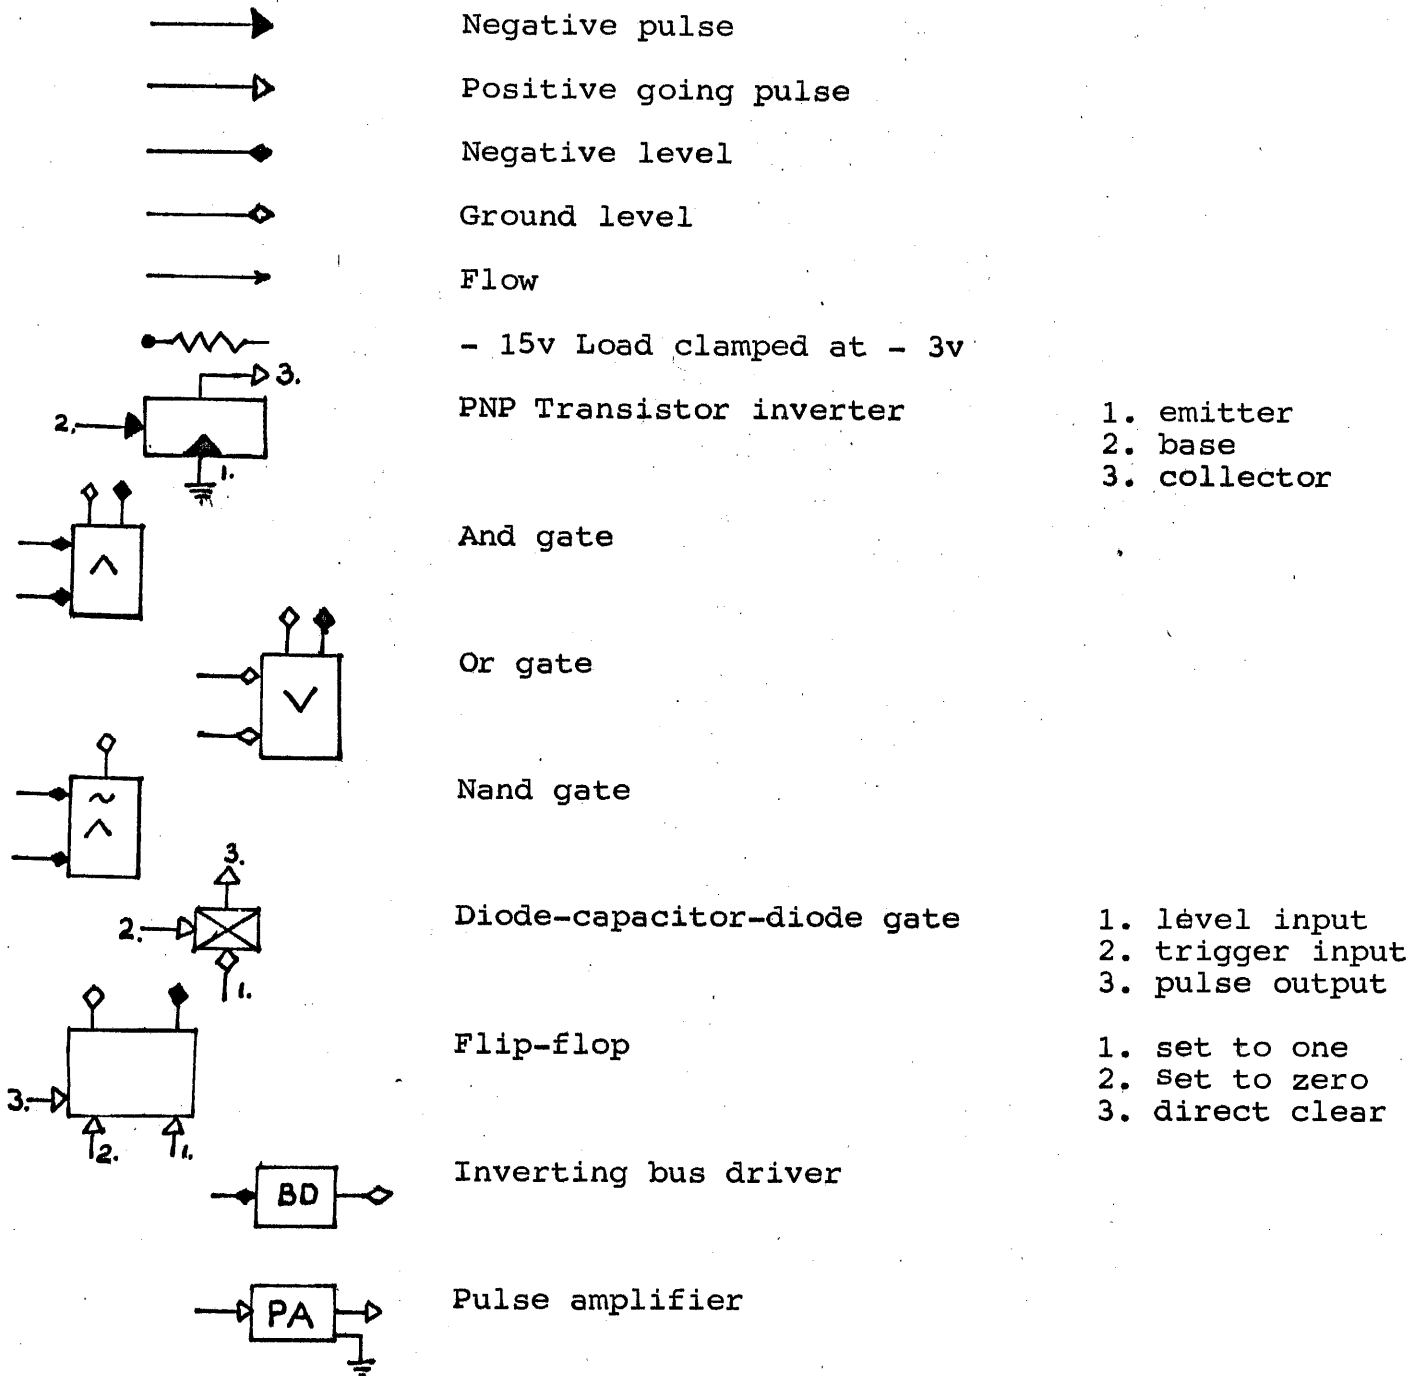 Negative pulse
Positive going pulse
Negative level
Ground level
Flow
- 15v Load clamped at - 3v
3.
PNP Transistor inverter
1. emitter
2.
2. base
3. collector
1.
And gate
^
Or gate
V
Nand gate
~
^
3.
Diode-capacitor-diode gate
1. level input
2.
2. trigger input
3. pulse output
1.
Flip-flop
1. set to one
2. set to zero
3.
3. direct clear
2. 1.
Inverting bus driver
BD
Pulse amplifier
PA